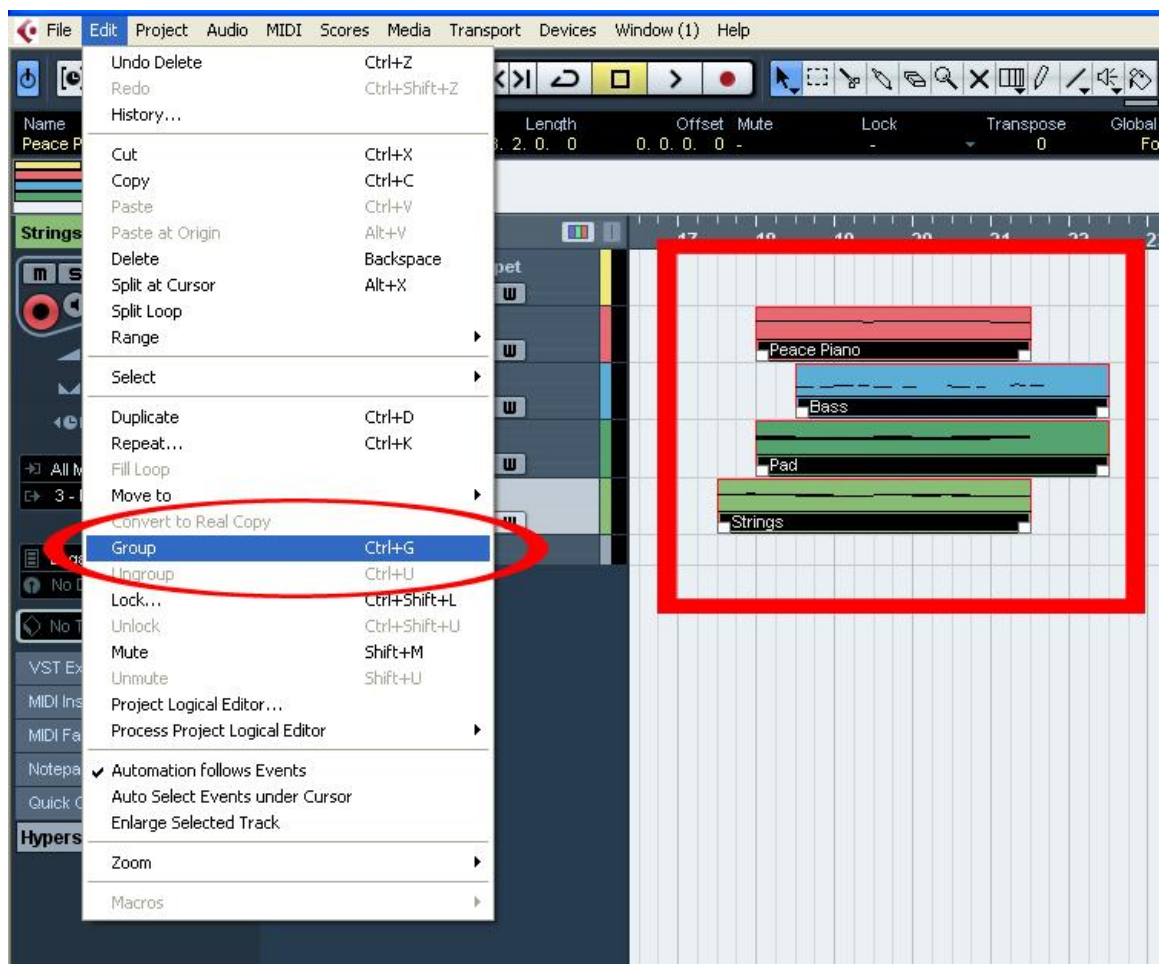 File Edit Project Audio MIDI Scores Media Transport Devices Window (1) Help
Name Length Offset Mute Lock Transpose Global
Peace P 2. 0. 0 0. 0. 0. 0 - - 0 Fo
Undo Delete Ctrl+Z
Redo Ctrl+Shift+Z
History...
Cut Ctrl+X
Copy Ctrl+C
Paste Ctrl+V
Paste at Origin Alt+V
Delete Backspace
Split at Cursor Alt+X
Split Loop
Range
Select
Duplicate Ctrl+D
Repeat... Ctrl+K
Fill Loop
Move to
Convert to Real Copy
Group Ctrl+G
Ungroup Ctrl+U
Lock... Ctrl+Shift+L
Unlock Ctrl+Shift+U
Mute Shift+M
Unmute Shift+U
Project Logical Editor...
Process Project Logical Editor
Automation follows Events
Auto Select Events under Cursor
Enlarge Selected Track
Zoom
Macros
Strings
m S
All M
3 -
No D
No T
VST Ex
MIDI Ins
MIDI Fa
Notepa
Quick C
Hypers
pet
W
W
W
W
W
17 18 19 20 21 22 23
Peace Piano
Bass
Pad
Strings